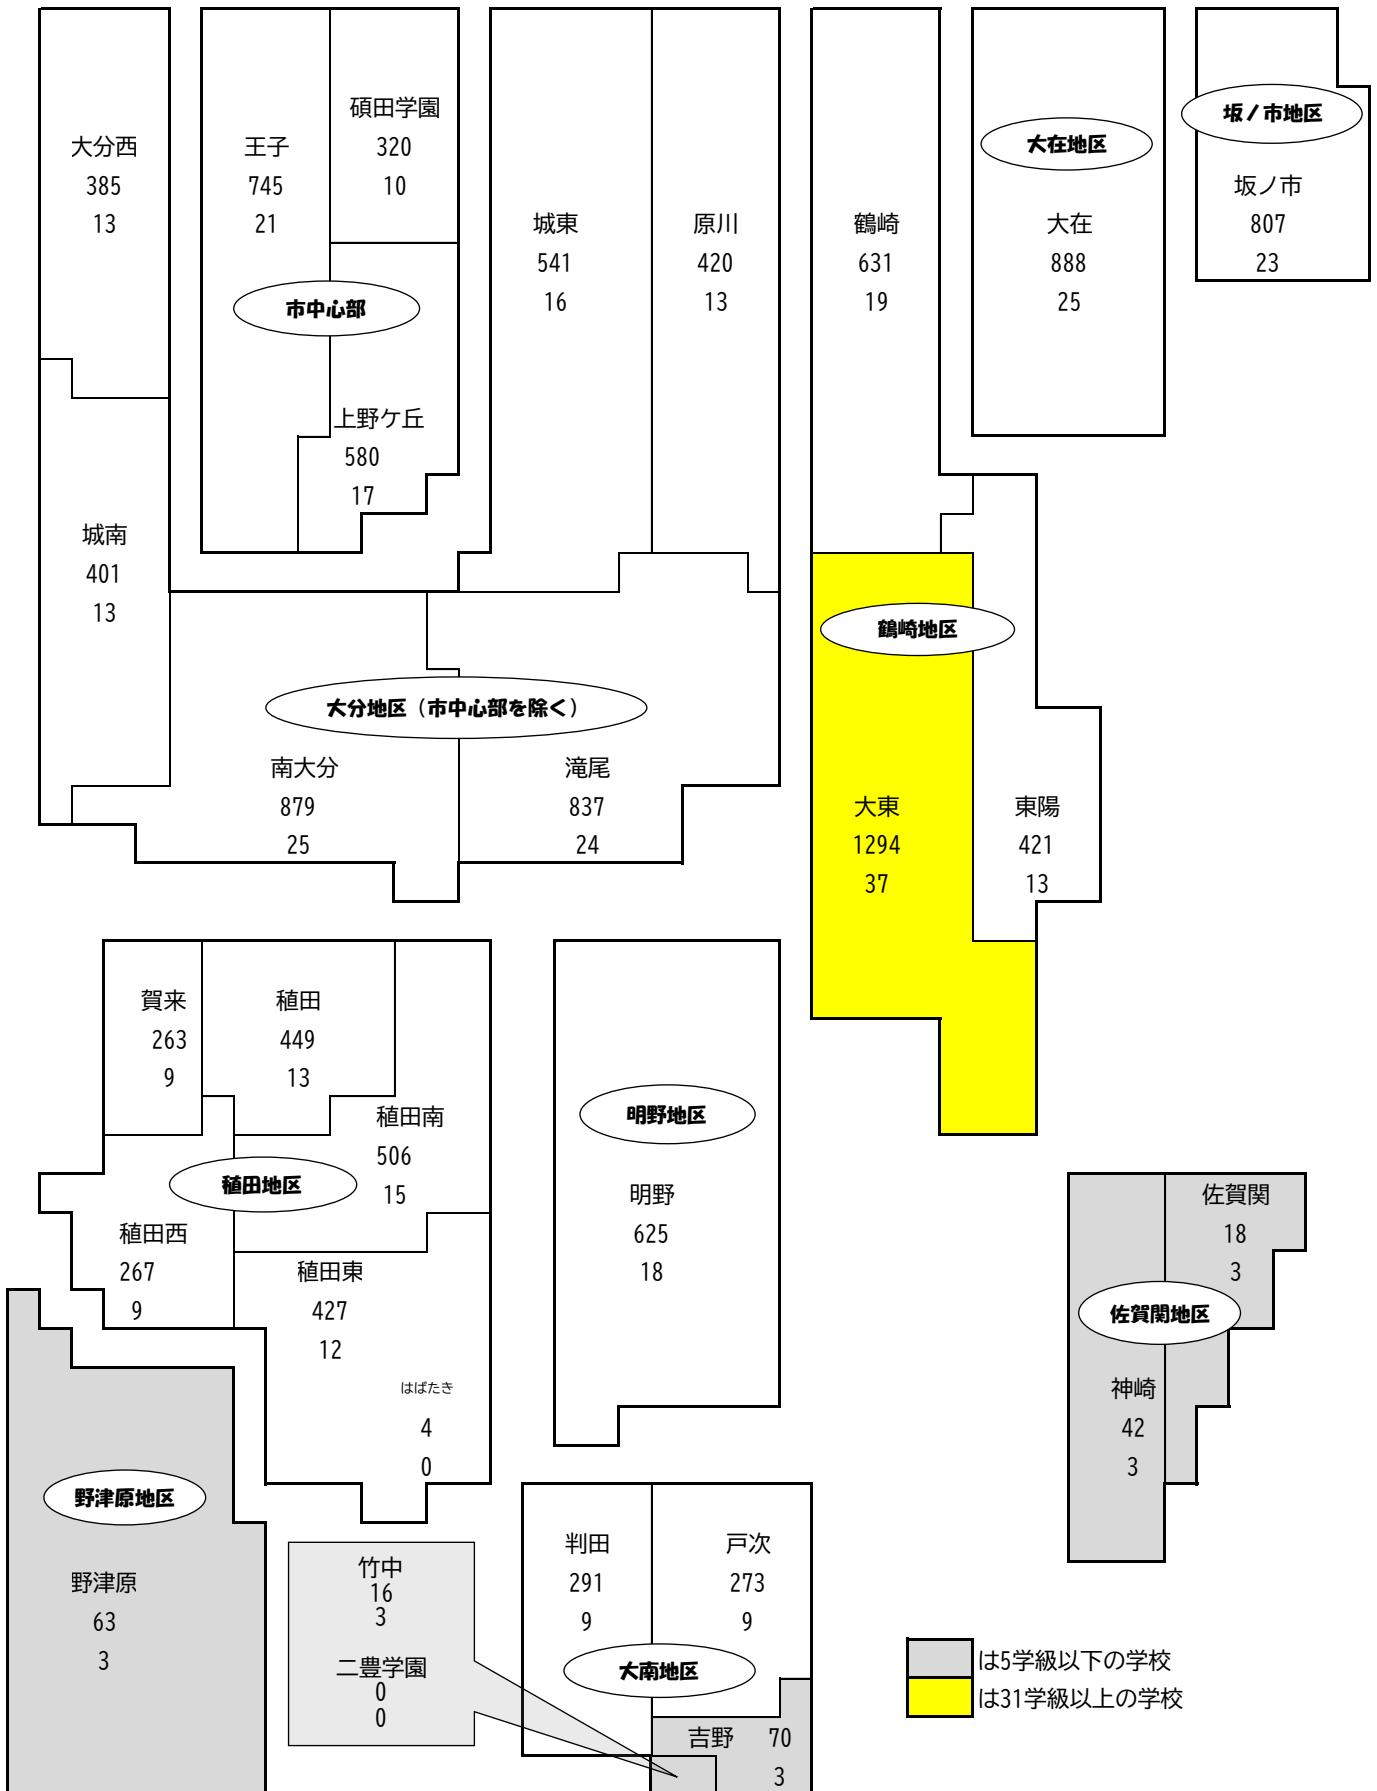 大分西
385
13
城南
401
13
王子
745
21
碩田学園
320
10
市中心部
上野ケ丘
580
17
城東
541
16
原川
420
13
大分地区（市中心部を除く）
南大分
879
25
滝尾
837
24
鶴崎
631
19
鶴崎地区
大東
1294
37
東陽
421
13
大在地区
大在
888
25
坂ノ市地区
坂ノ市
807
23
賀来
263
9
稙田
449
13
稙田南
506
15
稙田地区
稙田西
267
9
稙田東
427
12
はばたき
4
0
明野地区
明野
625
18
佐賀関
18
3
佐賀関地区
神崎
42
3
野津原地区
野津原
63
3
竹中
16
3
二豊学園
0
0
判田
291
9
戸次
273
9
大南地区
吉野 70
3
は5学級以下の学校
は31学級以上の学校